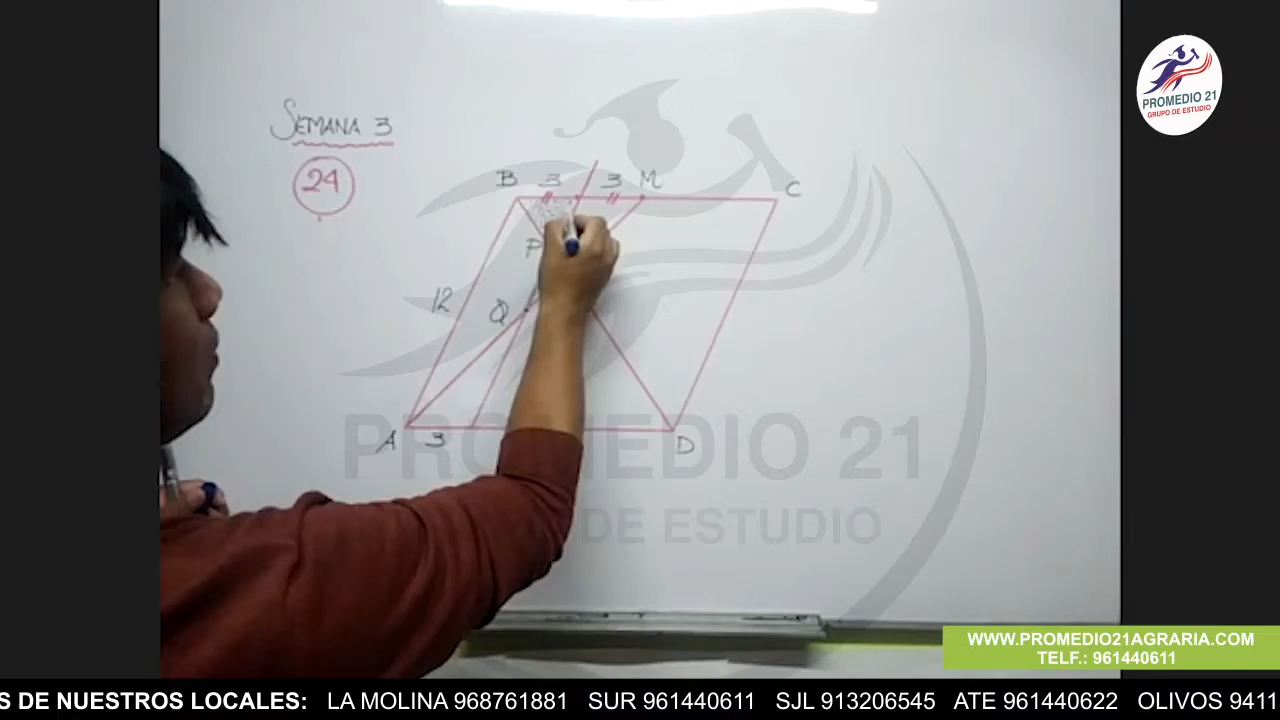 SEMANA 3
24
B 3 3 M C
P
12
Q
A 3 D
PROMEDIO 21
GRUPO DE ESTUDIO
PROMEDIO 21
DE ESTUDIO
WWW.PROMEDIO21AGRARIA.COM
TELF.: 961440611
S DE NUESTROS LOCALES: LA MOLINA 968761881 SUR 961440611 SJL 913206545 ATE 961440622 OLIVOS 9411